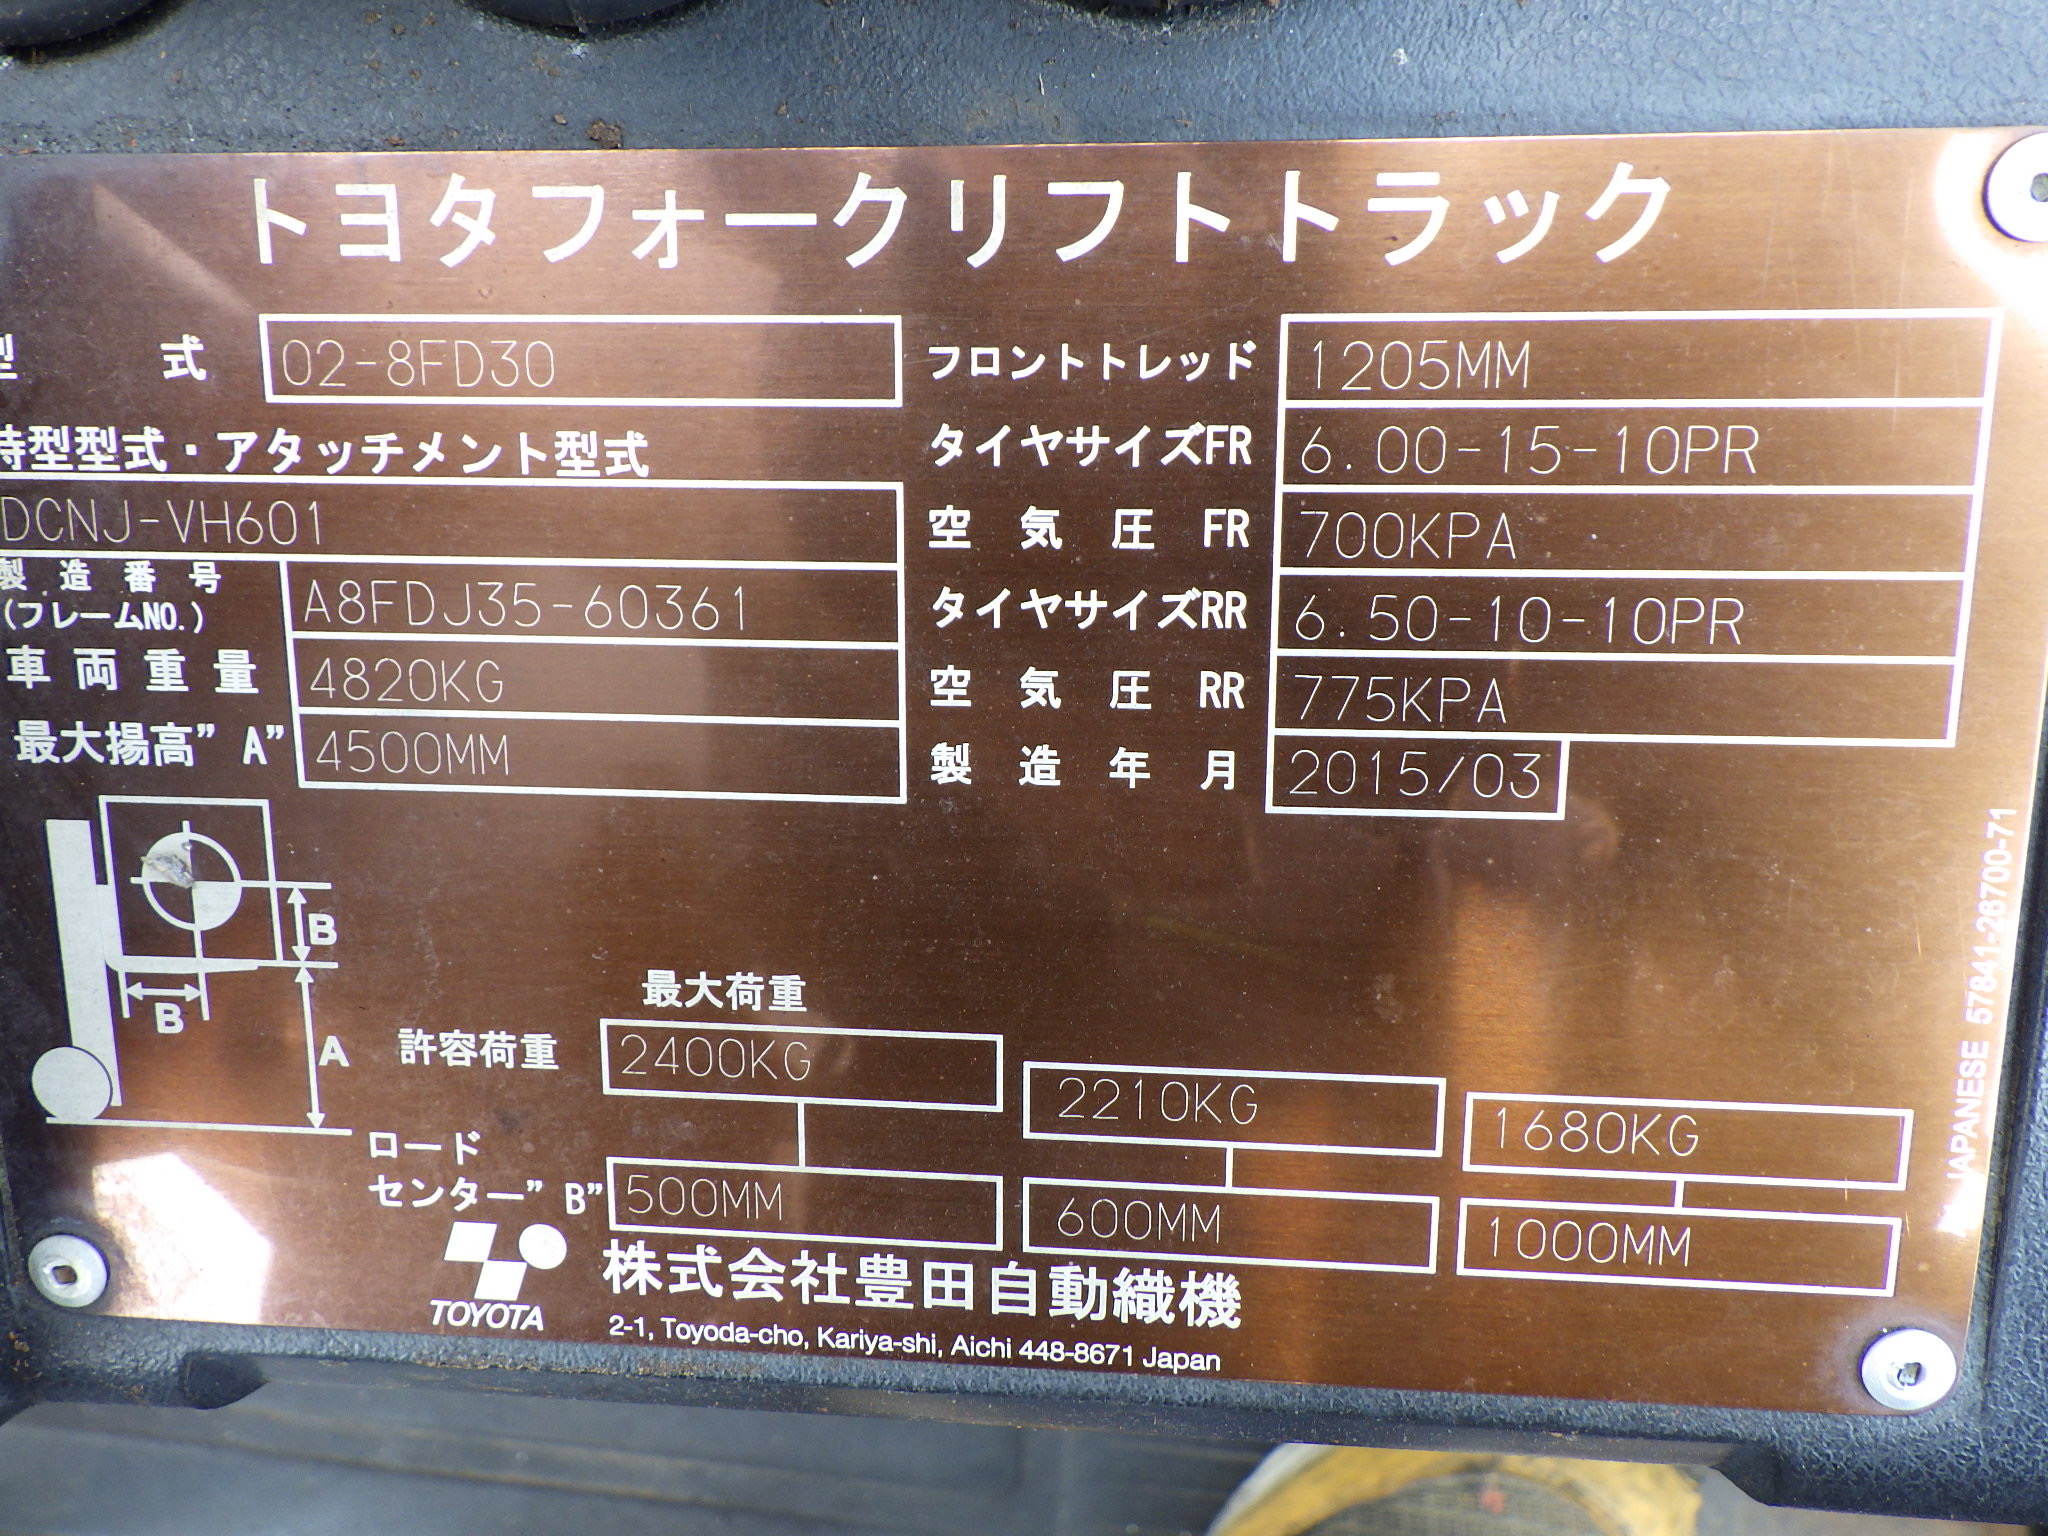 トヨタフォークリフトトラック
型 式 02-8FD30
特型型式・アタッチメント型式
DCNJ-VH601
製造番号
(フレームNO.) A8FDJ35-60361
車両重量 4820KG
最大揚高"A" 4500MM
フロントトレッド 1205MM
タイヤサイズFR 6.00-15-10PR
空気圧 FR 700KPA
タイヤサイズRR 6.50-10-10PR
空気圧 RR 775KPA
製造年月 2015/03
B
B
A
最大荷重
許容荷重 2400KG 2210KG 1680KG
ロード
センター"B" 500MM 600MM 1000MM
TOYOTA
株式会社豊田自動織機
2-1, Toyoda-cho, Kariya-shi, Aichi 448-8671 Japan
JAPANESE 57841-26700-71